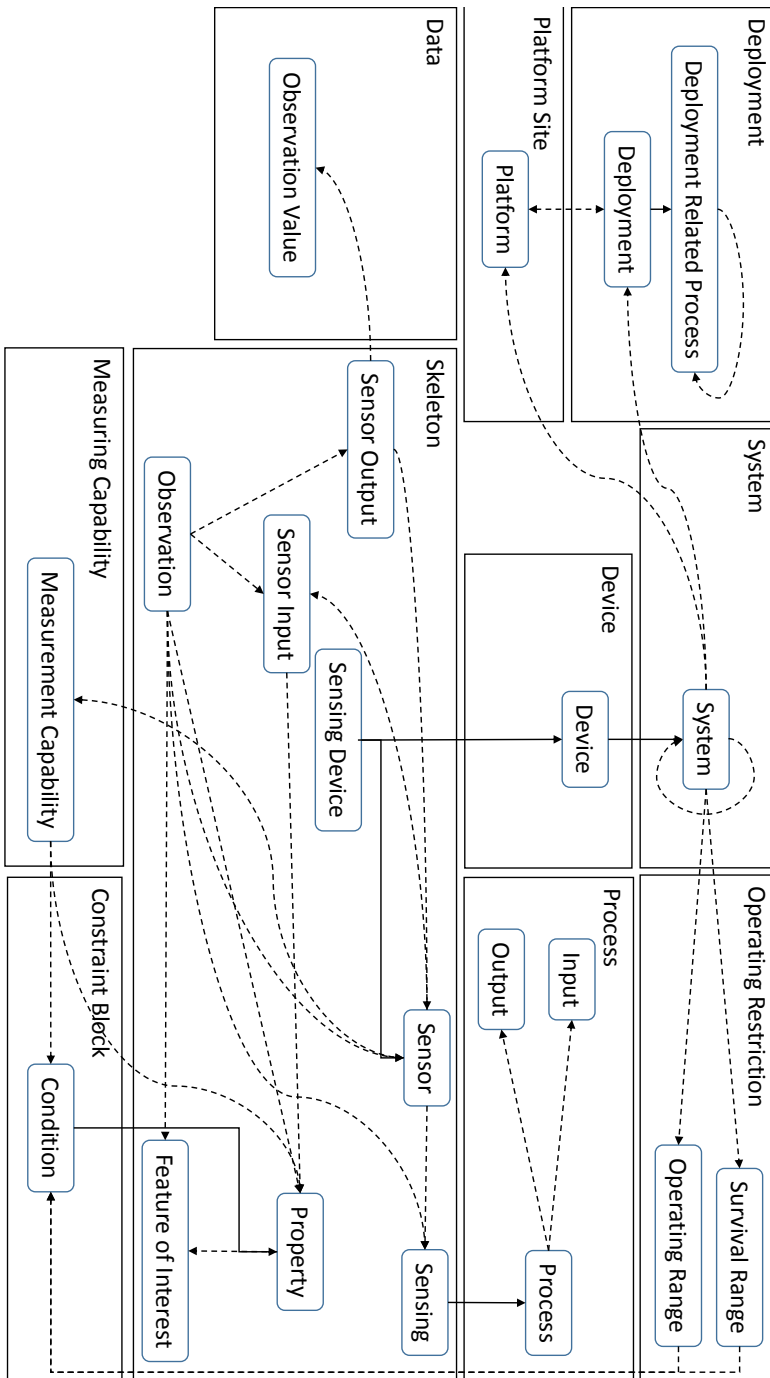 Deployment
Deployment Related Process
Deployment
System
System
Operating Restriction
Survival Range
Operating Range
Platform Site
Platform
Device
Device
Process
Input
Output
Process
Data
Observation Value
Skeleton
Sensor Output
Sensor Input
Observation
Sensing Device
Sensor
Sensing
Property
Feature of Interest
Measuring Capability
Measurement Capability
Constraint Block
Condition